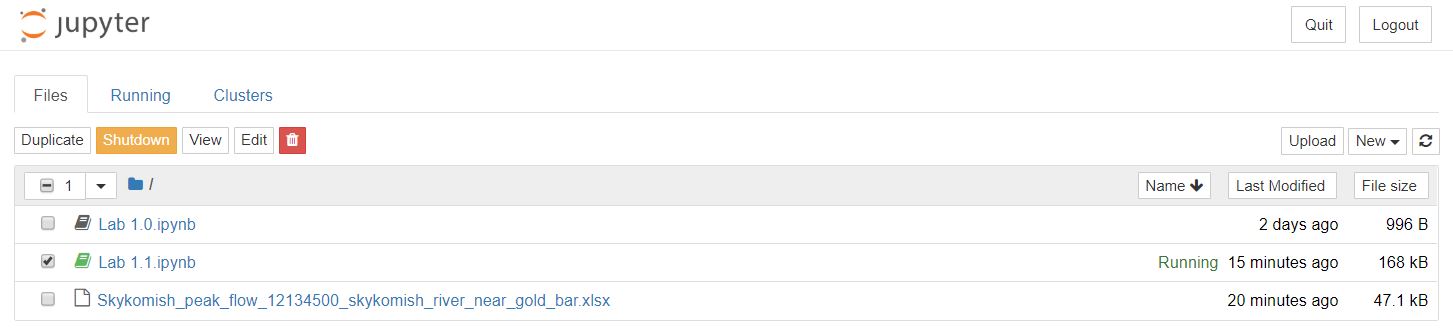 jupyter Quit Logout
Files Running Clusters
Duplicate Shutdown View Edit Upload New
1 / Name Last Modified File size
Lab 1.0.ipynb 2 days ago 996 B
Lab 1.1.ipynb Running 15 minutes ago 168 kB
Skykomish_peak_flow_12134500_skykomish_river_near_gold_bar.xlsx 20 minutes ago 47.1 kB